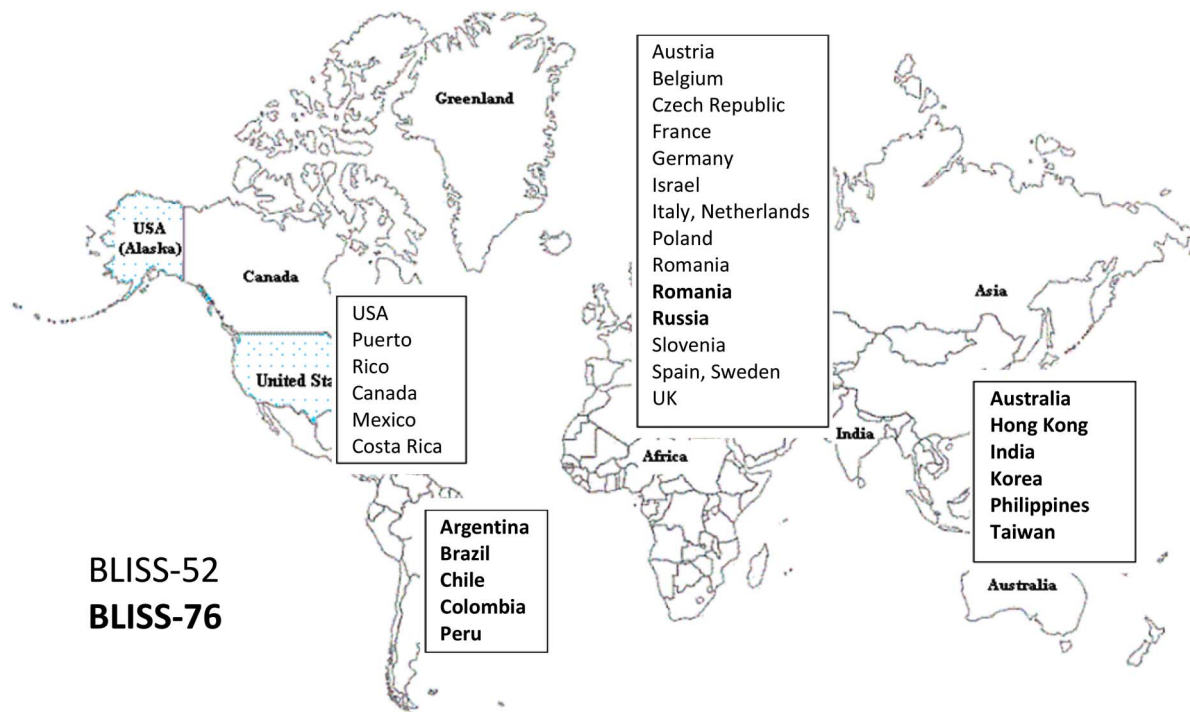 Greenland
USA
(Alaska)
Canada
United Sta
USA
Puerto
Rico
Canada
Mexico
Costa Rica
Austria
Belgium
Czech Republic
France
Germany
Israel
Italy, Netherlands
Poland
Romania
Romania
Russia
Slovenia
Spain, Sweden
UK
Asia
India
Africa
Australia
Hong Kong
India
Korea
Philippines
Taiwan
Australia
Argentina
Brazil
Chile
Colombia
Peru
BLISS-52
BLISS-76